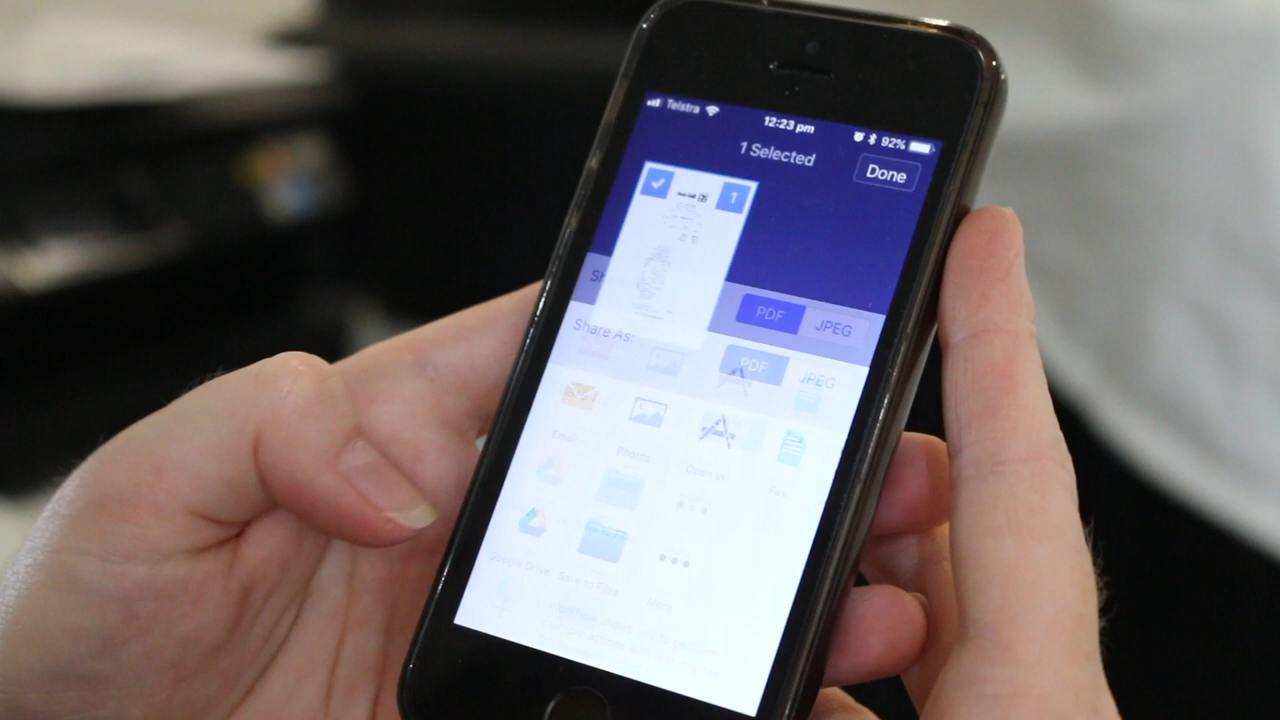 Telstra 12:23 pm 92%
1 Selected
Done
1
Sh
PDF JPEG
Share As:
PDF JPEG
Email Photos Open in Fax
Google Drive Save to Files More